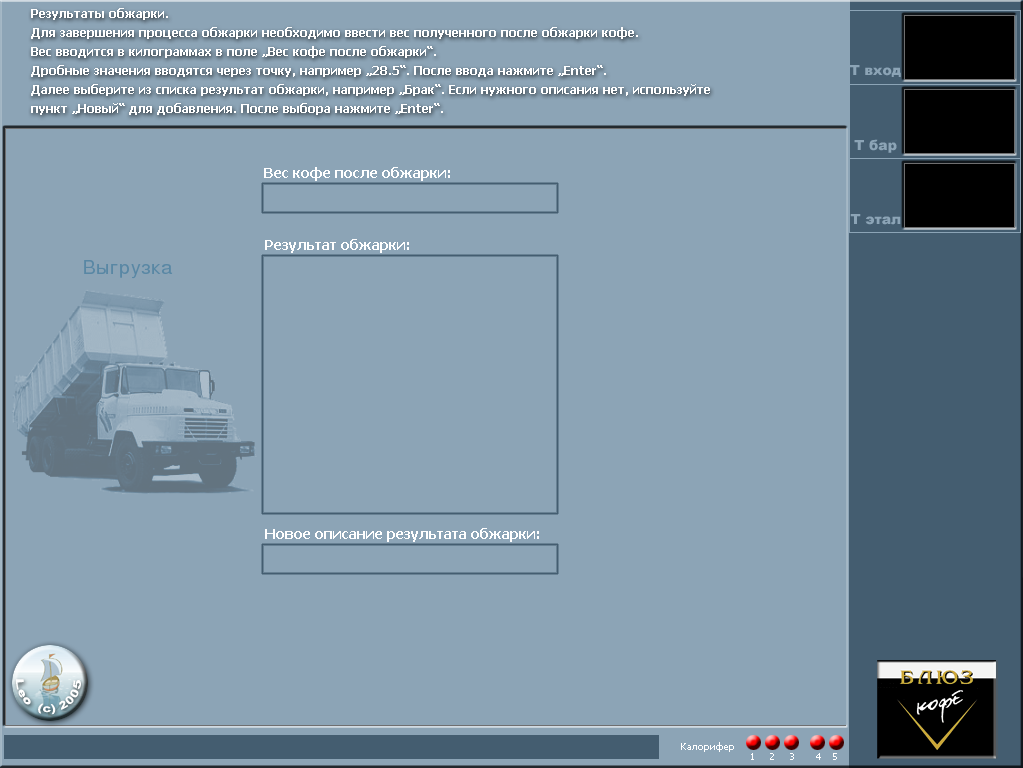 Результаты обжарки.
Для завершения процесса обжарки необходимо ввести вес полученного после обжарки кофе.
Вес вводится в килограммах в поле „Вес кофе после обжарки“.
Дробные значения вводятся через точку, например „28.5“. После ввода нажмите „Enter“.
Далее выберите из списка результат обжарки, например „Брак“. Если нужного описания нет, используйте
пункт „Новый“ для добавления. После выбора нажмите „Enter“.
Т вход
Т бар
Т этал
Вес кофе после обжарки:
Результат обжарки:
Выгрузка
Новое описание результата обжарки:
Leo (c) 2005
БЛЮЗ
кофе
Калорифер
1 2 3 4 5